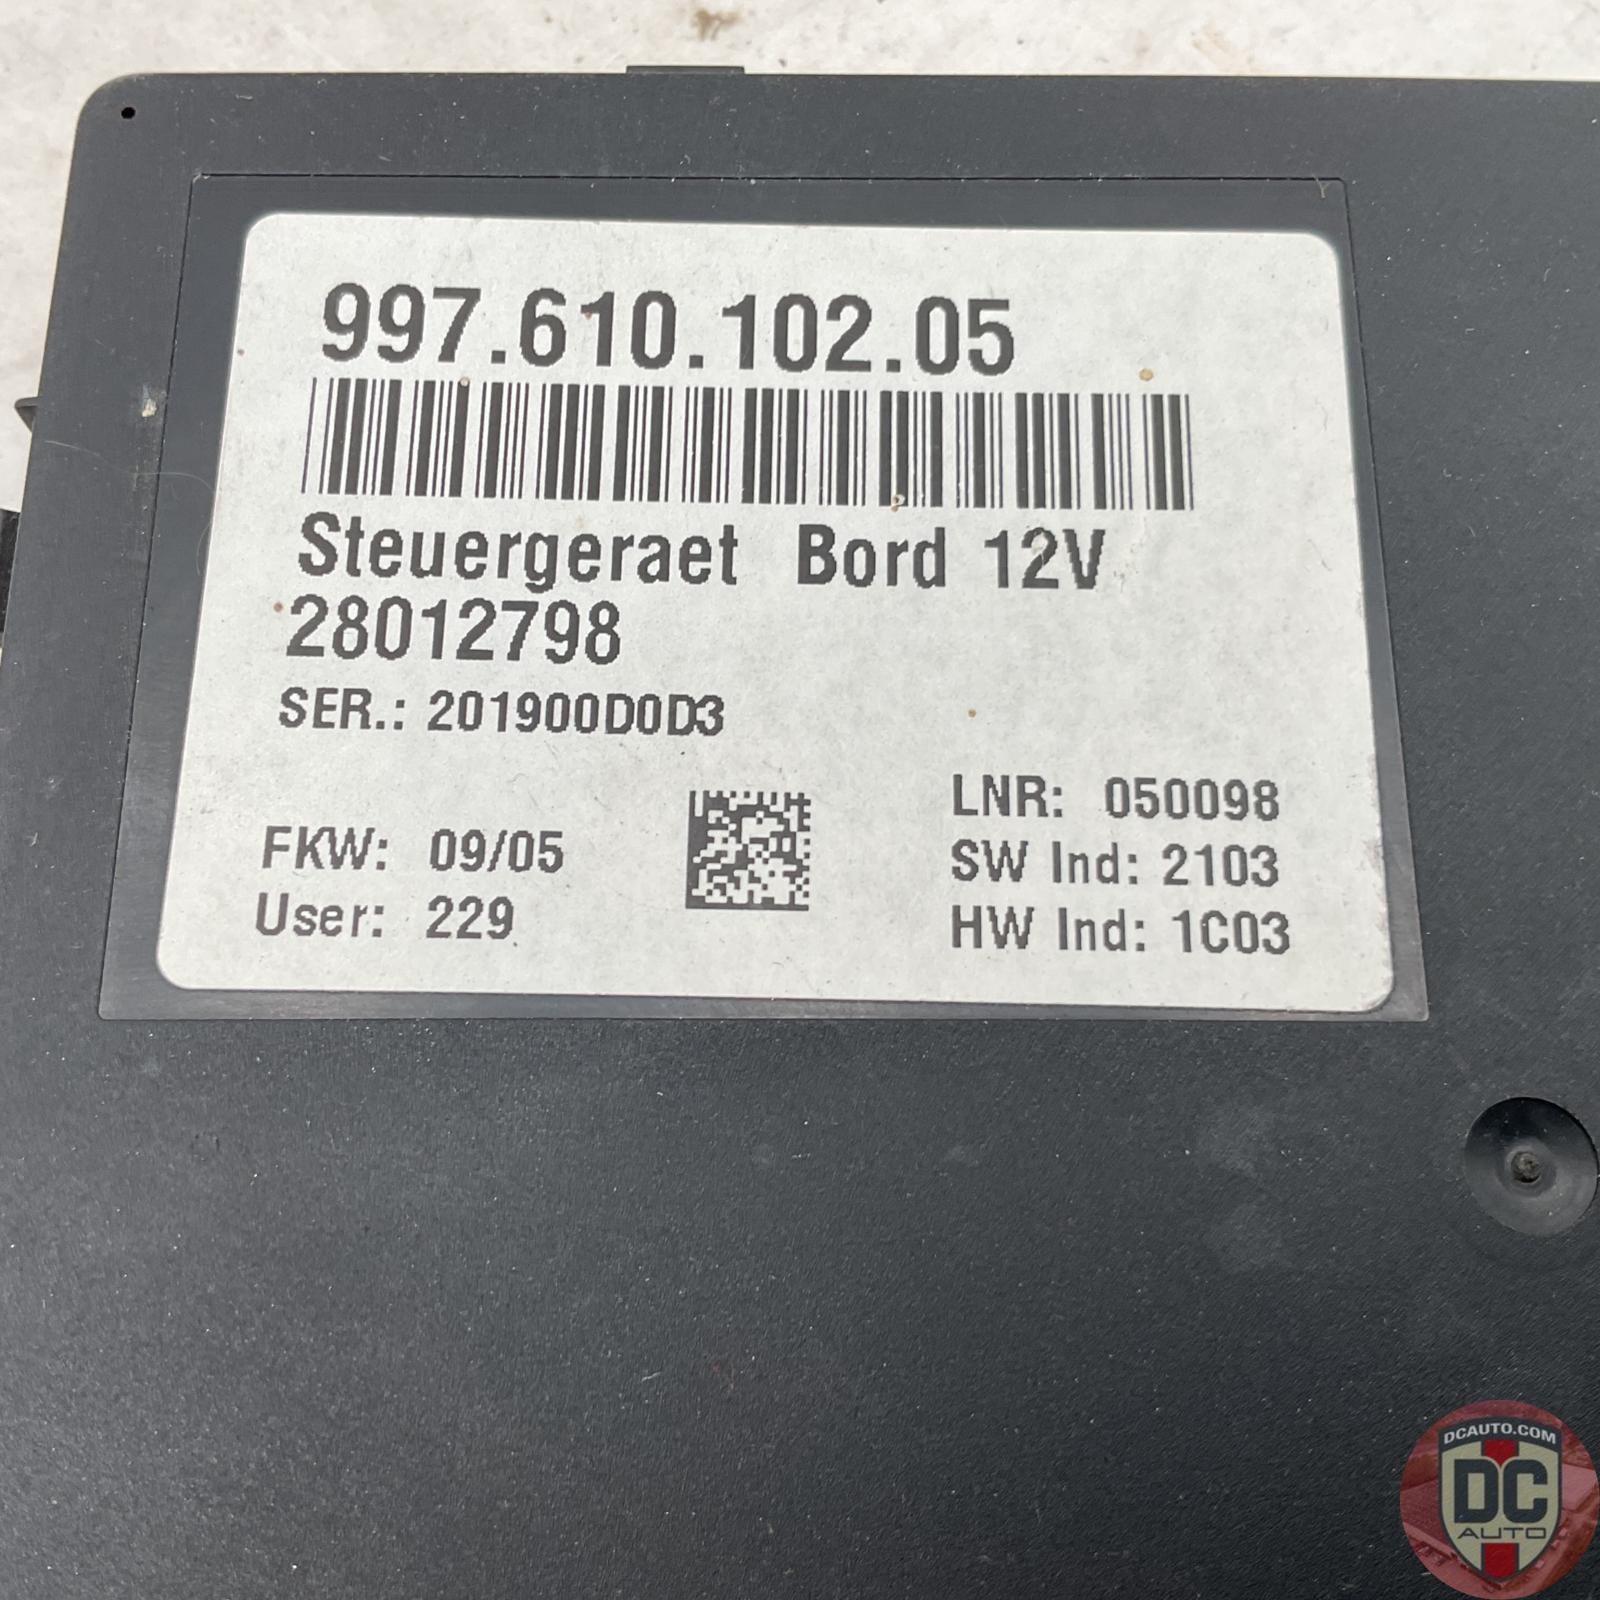 997.610.102.05
Steuergeraet Bord 12V
28012798
SER.: 201900D0D3
FKW: 09/05
User: 229
LNR: 050098
SW Ind: 2103
HW Ind: 1C03
DCAUTO.COM
DC
AUTO